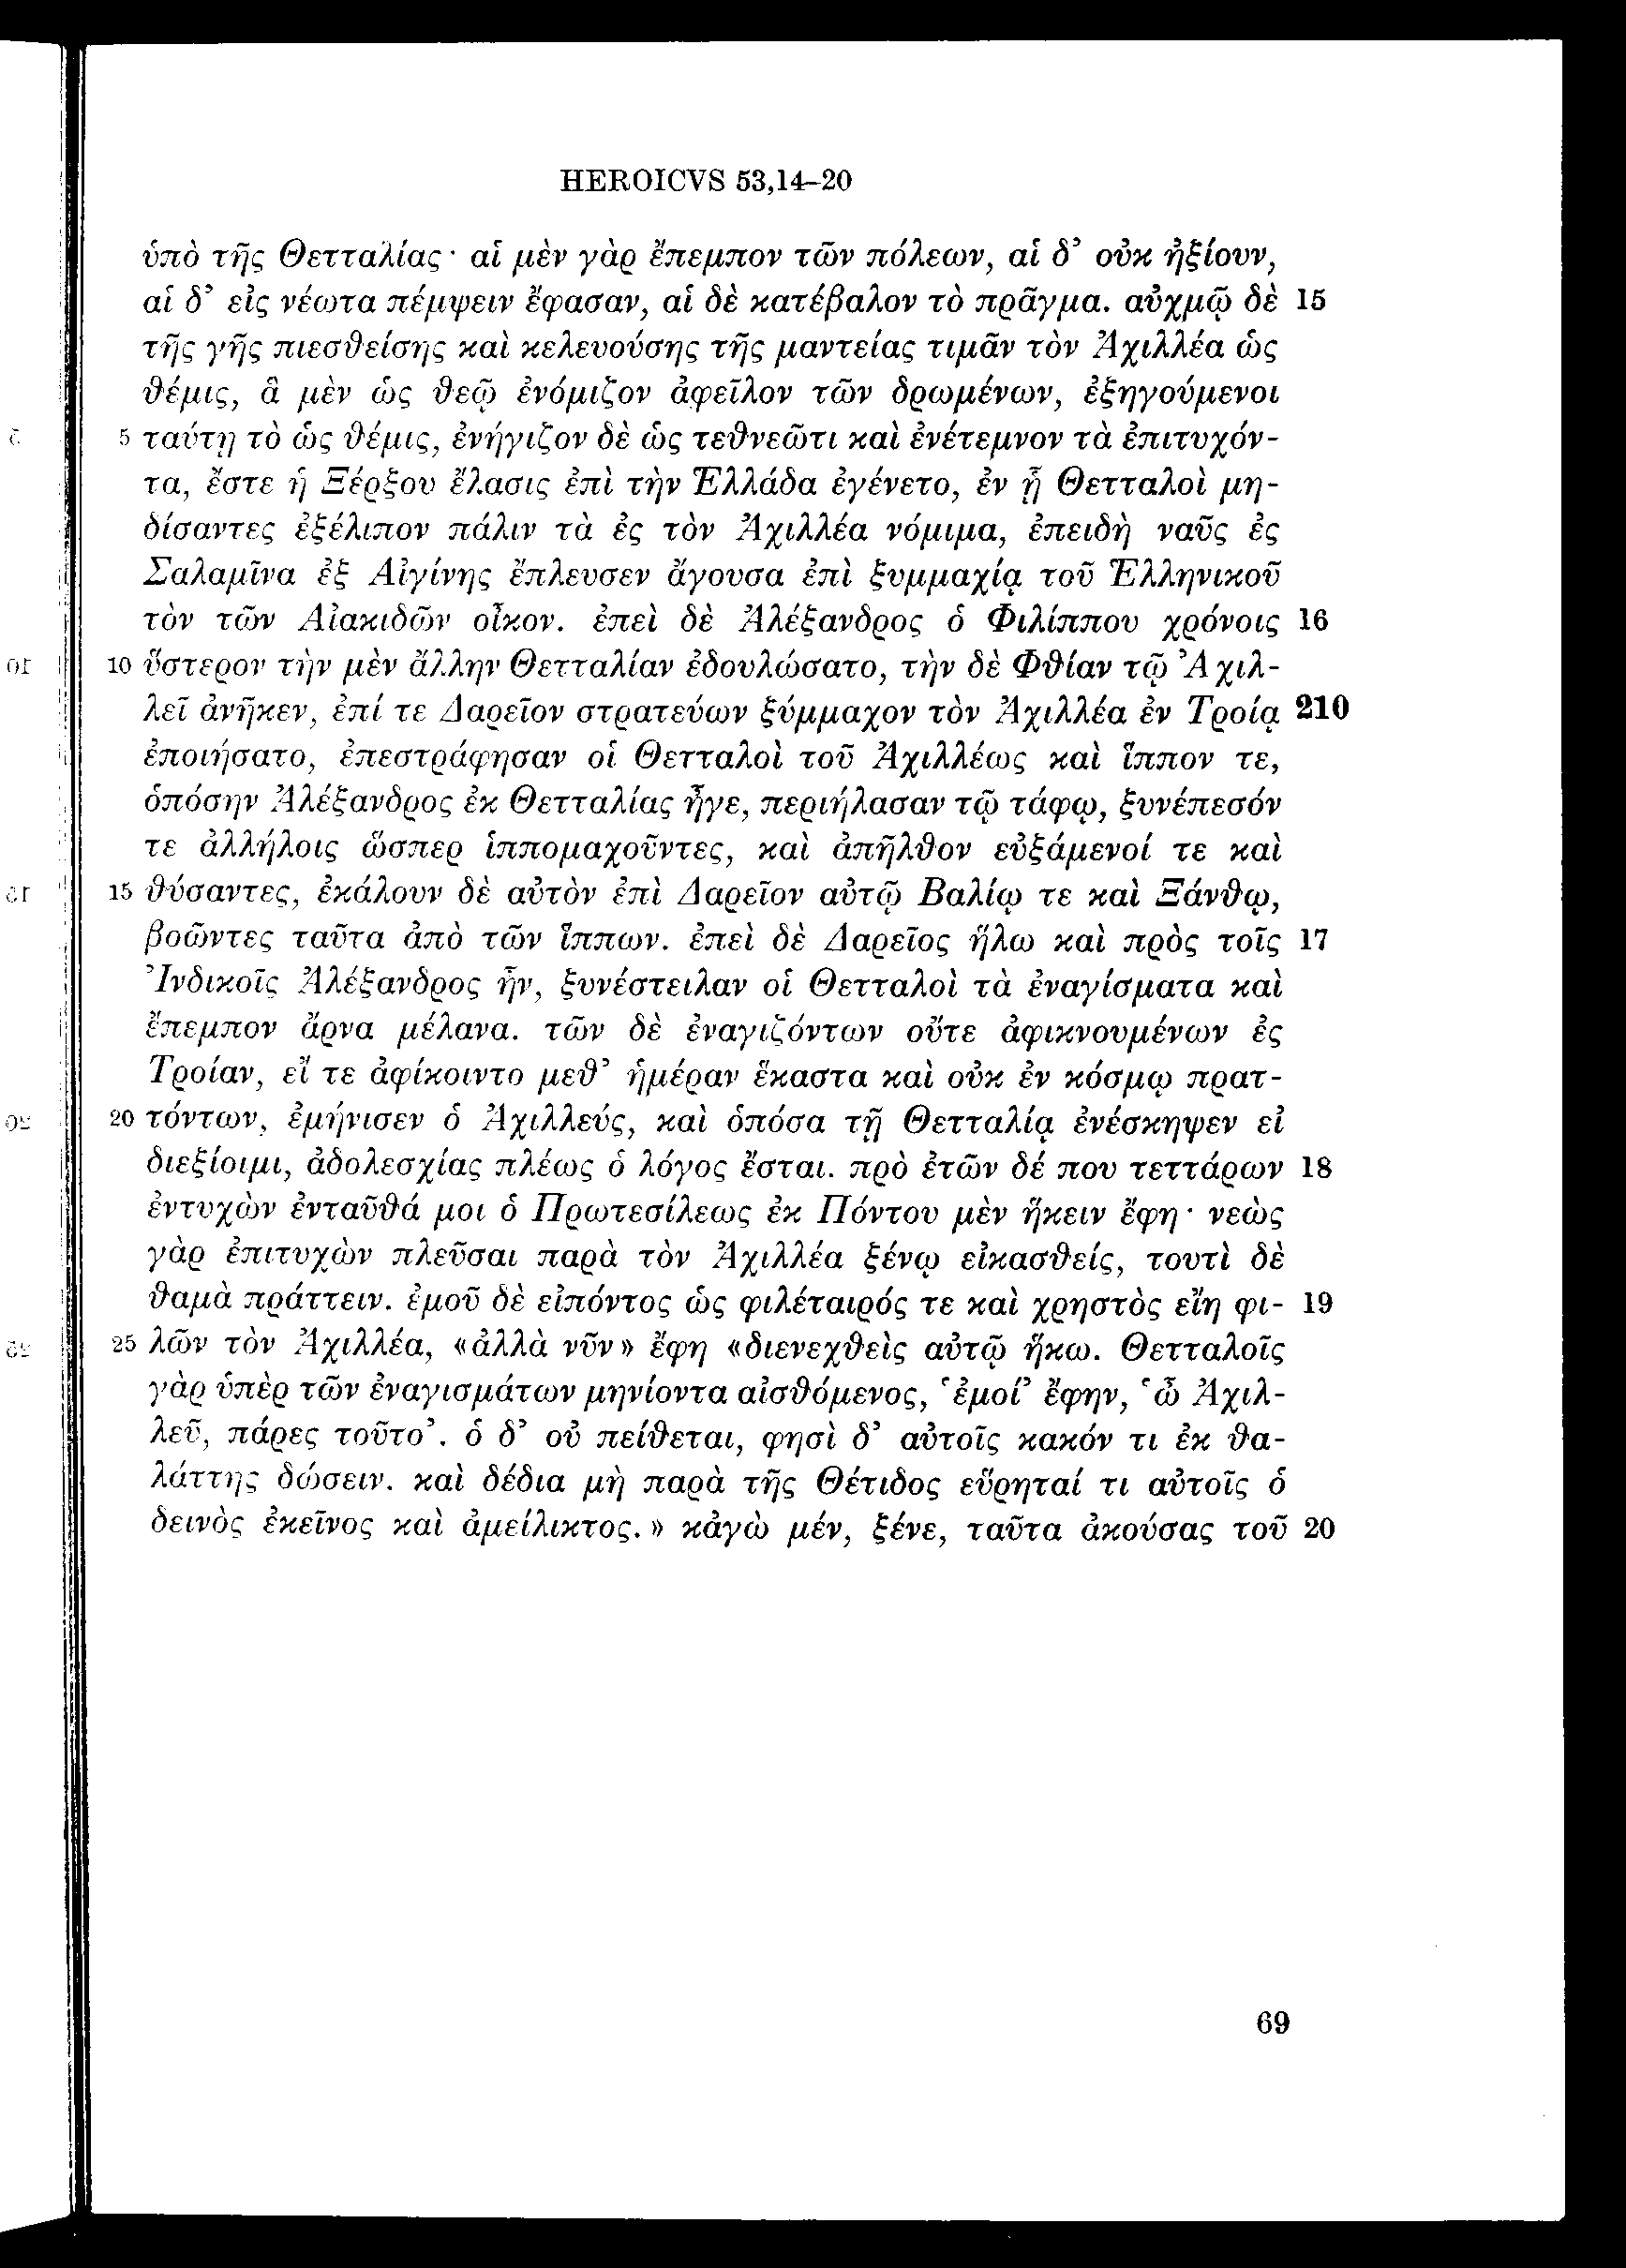 HEROICVS 53,14–20
ὑπὸ τῆς Θετταλίας· αἱ μὲν γὰρ ἔπεμπον τῶν πόλεων, αἱ δ’ οὐκ ἠξίουν,
αἱ δ’ εἰς νέωτα πέμψειν ἔφασαν, αἱ δὲ κατέβαλον τὸ πρᾶγμα. αὐχμῷ δὲ 15
τῆς γῆς πιεσθείσης καὶ κελευούσης τῆς μαντείας τιμᾶν τὸν Ἀχιλλέα ὡς
θέμις, ἃ μὲν ὡς θεῷ ἐνόμιζον ἀφεῖλον τῶν δρωμένων, ἐξηγούμενοι
5 ταύτῃ τὸ ὡς θέμις, ἐνήγιζον δὲ ὡς τεθνεῶτι καὶ ἐνέτεμνον τὰ ἐπιτυχόν-
τα, ἔστε ἡ Ξέρξου ἔλασις ἐπὶ τὴν Ἑλλάδα ἐγένετο, ἐν ᾗ Θετταλοὶ μη-
δίσαντες ἐξέλιπον πάλιν τὰ ἐς τὸν Ἀχιλλέα νόμιμα, ἐπειδὴ ναῦς ἐς
Σαλαμῖνα ἐξ Αἰγίνης ἔπλευσεν ἄγουσα ἐπὶ ξυμμαχίᾳ τοῦ Ἑλληνικοῦ
τὸν τῶν Αἰακιδῶν οἶκον. ἐπεὶ δὲ Ἀλέξανδρος ὁ Φιλίππου χρόνοις 16
10 ὕστερον τὴν μὲν ἄλλην Θετταλίαν ἐδουλώσατο, τὴν δὲ Φθίαν τῷ Ἀχιλ-
λεῖ ἀνῆκεν, ἐπί τε Δαρεῖον στρατεύων ξύμμαχον τὸν Ἀχιλλέα ἐν Τροίᾳ 210
ἐποιήσατο, ἐπεστράφησαν οἱ Θετταλοὶ τοῦ Ἀχιλλέως καὶ ἵππον τε,
ὁπόσην Ἀλέξανδρος ἐκ Θετταλίας ἦγε, περιήλασαν τῷ τάφῳ, ξυνέπεσόν
τε ἀλλήλοις ὥσπερ ἱππομαχοῦντες, καὶ ἀπῆλθον εὐξάμενοί τε καὶ
15 θύσαντες, ἐκάλουν δὲ αὐτὸν ἐπὶ Δαρεῖον αὐτῷ Βαλίῳ τε καὶ Ξάνθῳ,
βοῶντες ταῦτα ἀπὸ τῶν ἵππων. ἐπεὶ δὲ Δαρεῖος ἥλω καὶ πρὸς τοῖς 17
Ἰνδικοῖς Ἀλέξανδρος ἦν, ξυνέστειλαν οἱ Θετταλοὶ τὰ ἐναγίσματα καὶ
ἔπεμπον ἄρνα μέλανα. τῶν δὲ ἐναγιζόντων οὔτε ἀφικνουμένων ἐς
Τροίαν, εἴ τε ἀφίκοιντο μεθ’ ἡμέραν ἕκαστα καὶ οὐκ ἐν κόσμῳ πρατ-
20 τόντων, ἐμήνισεν ὁ Ἀχιλλεύς, καὶ ὁπόσα τῇ Θετταλίᾳ ἐνέσκηψεν εἰ
διεξίοιμι, ἀδολεσχίας πλέως ὁ λόγος ἔσται. πρὸ ἐτῶν δέ που τεττάρων 18
ἐντυχὼν ἐνταῦθά μοι ὁ Πρωτεσίλεως ἐκ Πόντου μὲν ἥκειν ἔφη· νεὼς
γὰρ ἐπιτυχὼν πλεῦσαι παρὰ τὸν Ἀχιλλέα ξένῳ εἰκασθείς, τουτὶ δὲ
θαμὰ πράττειν. ἐμοῦ δὲ εἰπόντος ὡς φιλέταιρός τε καὶ χρηστὸς εἴη φι- 19
25 λῶν τὸν Ἀχιλλέα, «ἀλλὰ νῦν» ἔφη «διενεχθεὶς αὐτῷ ἥκω. Θετταλοῖς
γὰρ ὑπὲρ τῶν ἐναγισμάτων μηνίοντα αἰσθόμενος, ‘ἐμοί’ ἔφην, ‘ὦ Ἀχιλ-
λεῦ, πάρες τοῦτο’. ὁ δ’ οὐ πείθεται, φησὶ δ’ αὐτοῖς κακόν τι ἐκ θα-
λάττης δώσειν. καὶ δέδια μὴ παρὰ τῆς Θέτιδος εὕρηταί τι αὐτοῖς ὁ
δεινὸς ἐκεῖνος καὶ ἀμείλικτος.» κἀγὼ μέν, ξένε, ταῦτα ἀκούσας τοῦ 20
69